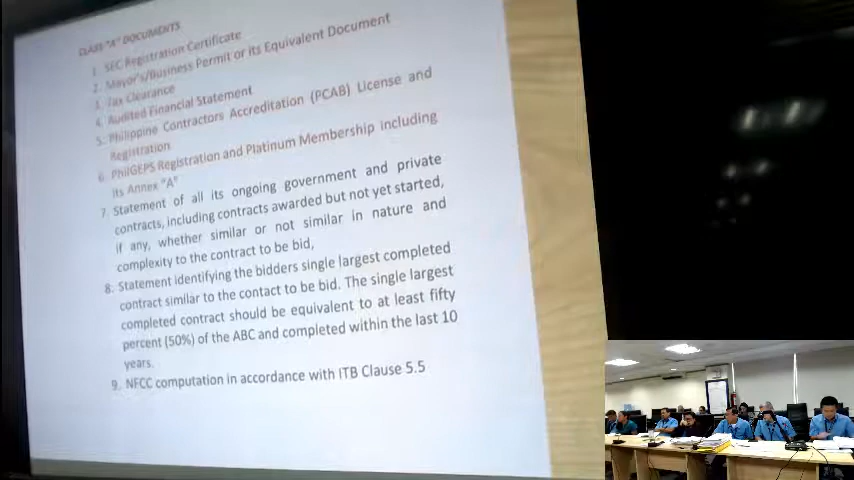 CLASS "A" DOCUMENTS
1. SEC Registration Certificate
2. Mayor's/Business Permit or its Equivalent Document
3. Tax Clearance
4. Audited Financial Statement
5. Philippine Contractors Accreditation (PCAB) License and
Registration
6. PhilGEPS Registration and Platinum Membership including
its Annex "A"
7. Statement of all its ongoing government and private
contracts, including contracts awarded but not yet started,
if any, whether similar or not similar in nature and
complexity to the contract to be bid,
8. Statement identifying the bidders single largest completed
contract similar to the contact to be bid. The single largest
completed contract should be equivalent to at least fifty
percent (50%) of the ABC and completed within the last 10
years.
9. NFCC computation in accordance with ITB Clause 5.5